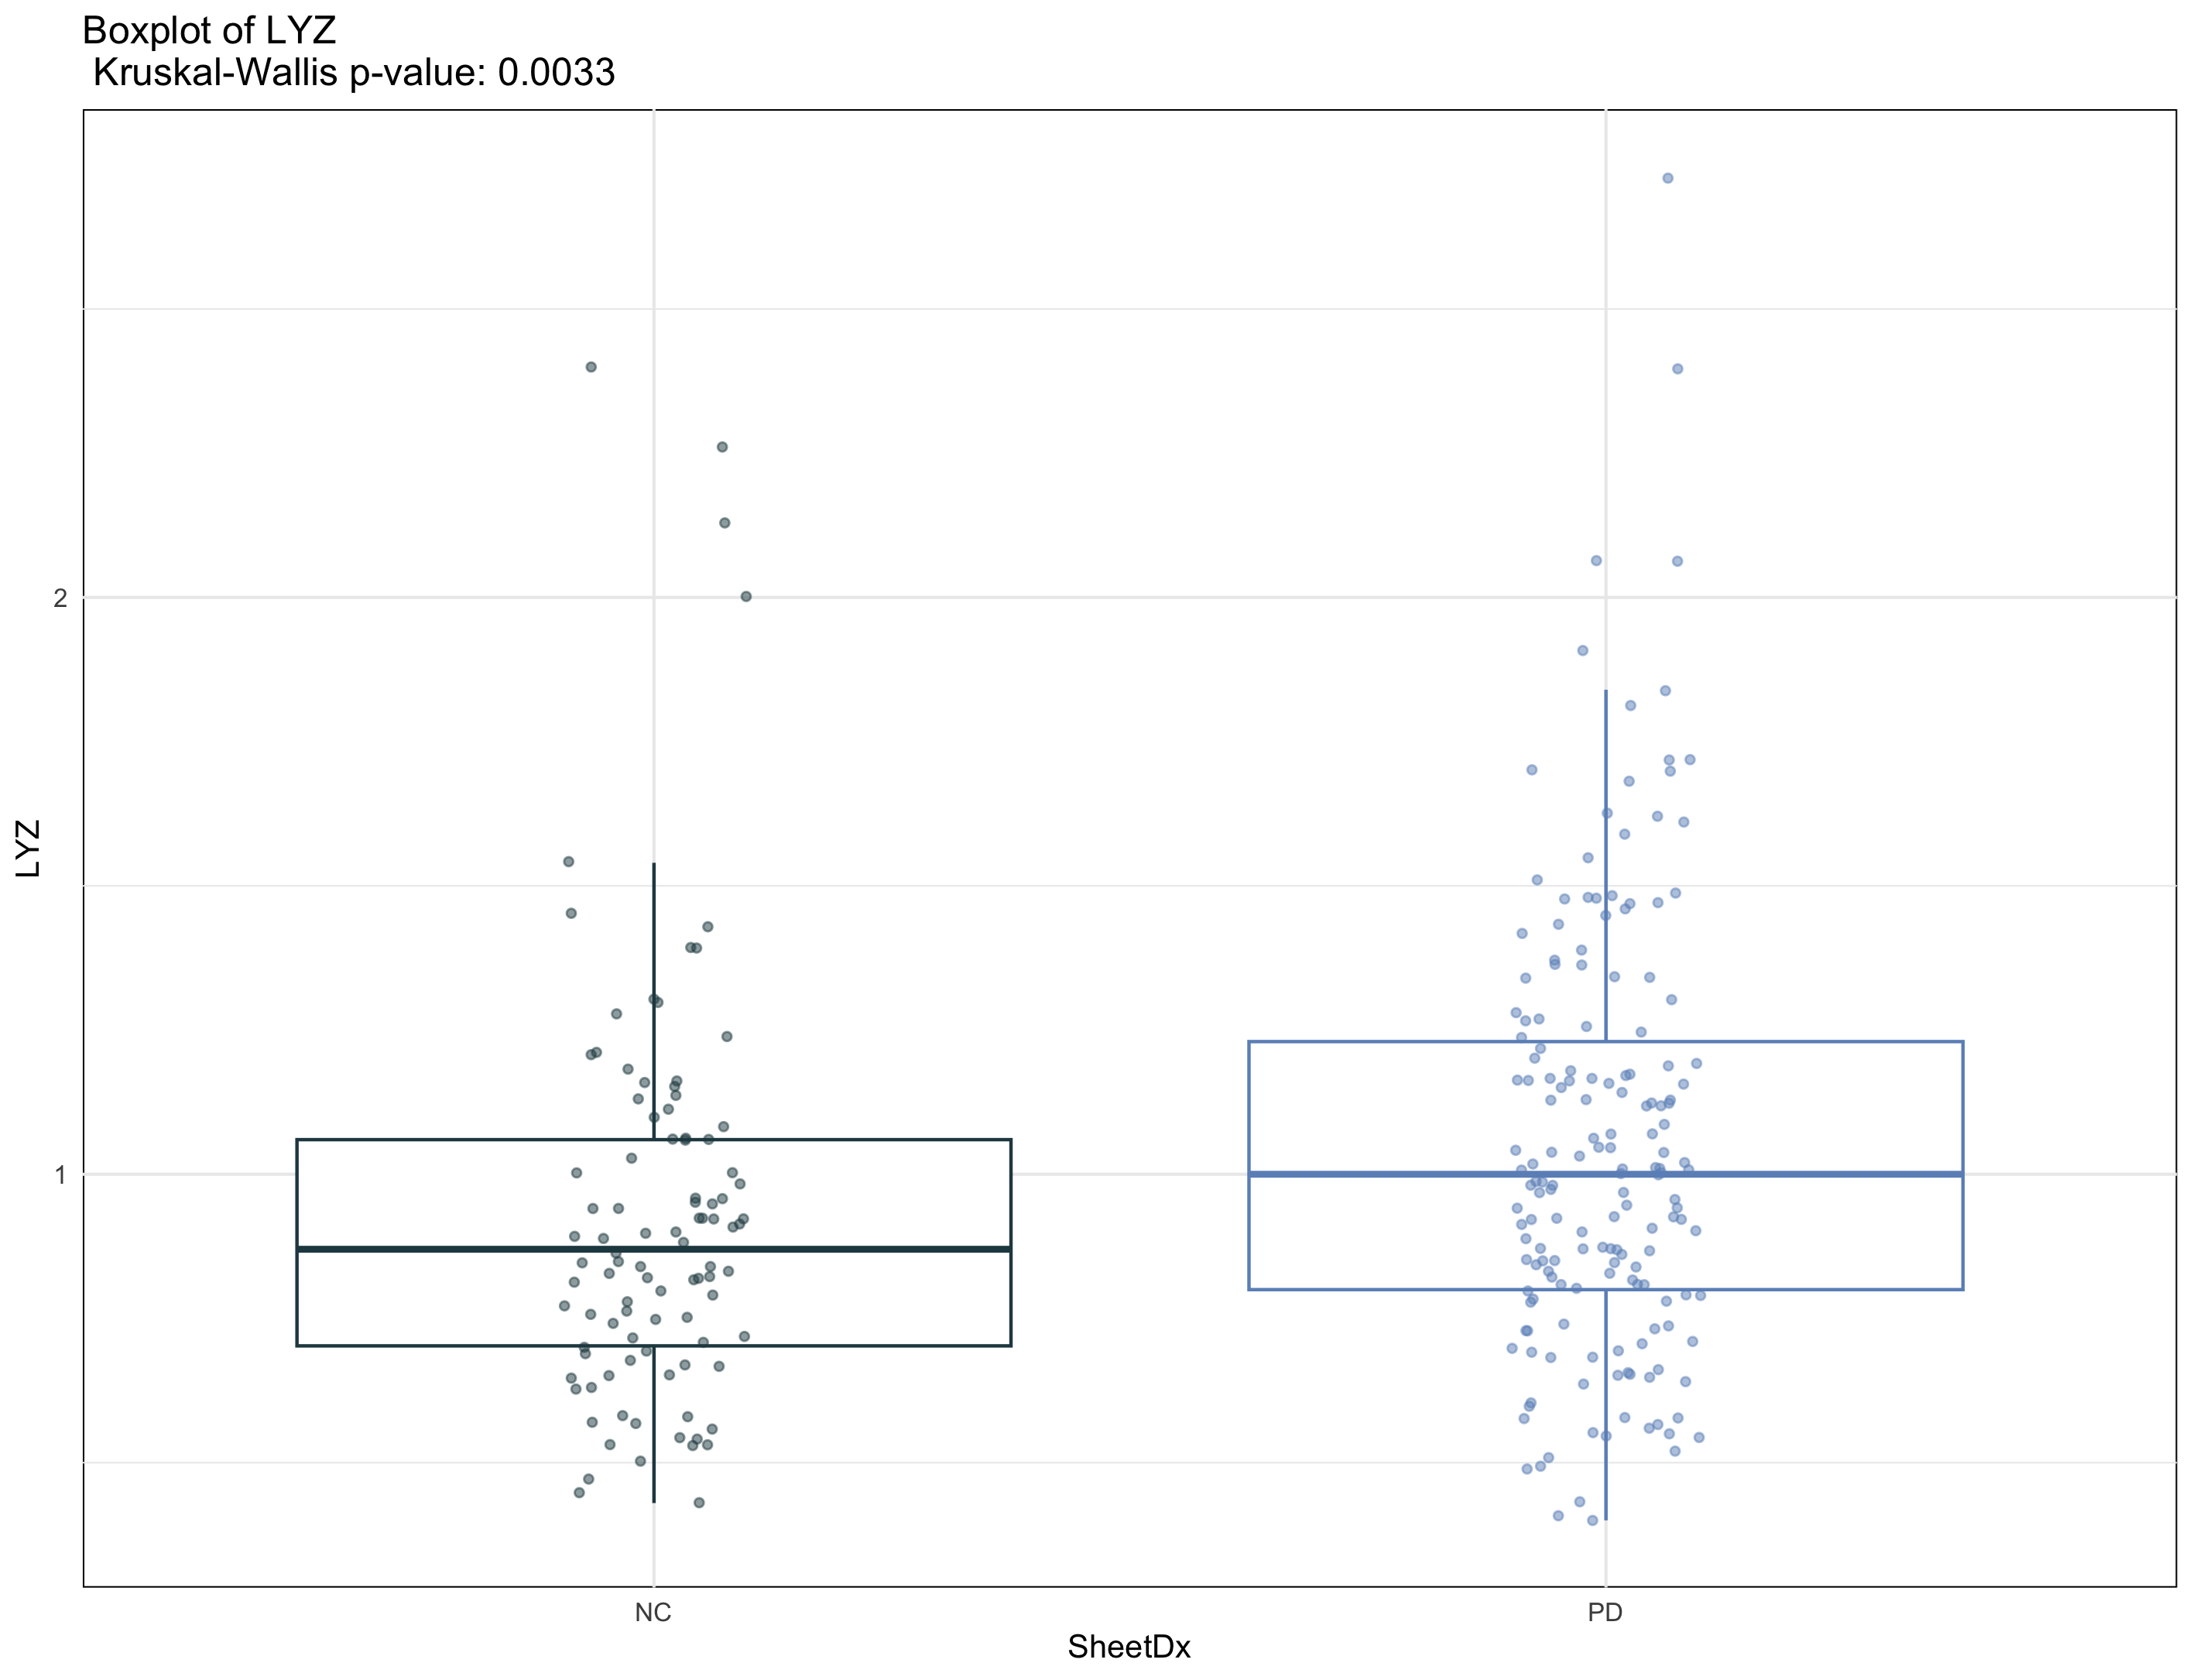 Boxplot of LYZ
Kruskal-Wallis p-value: 0.0033
LYZ
2
1
NC
PD
SheetDx